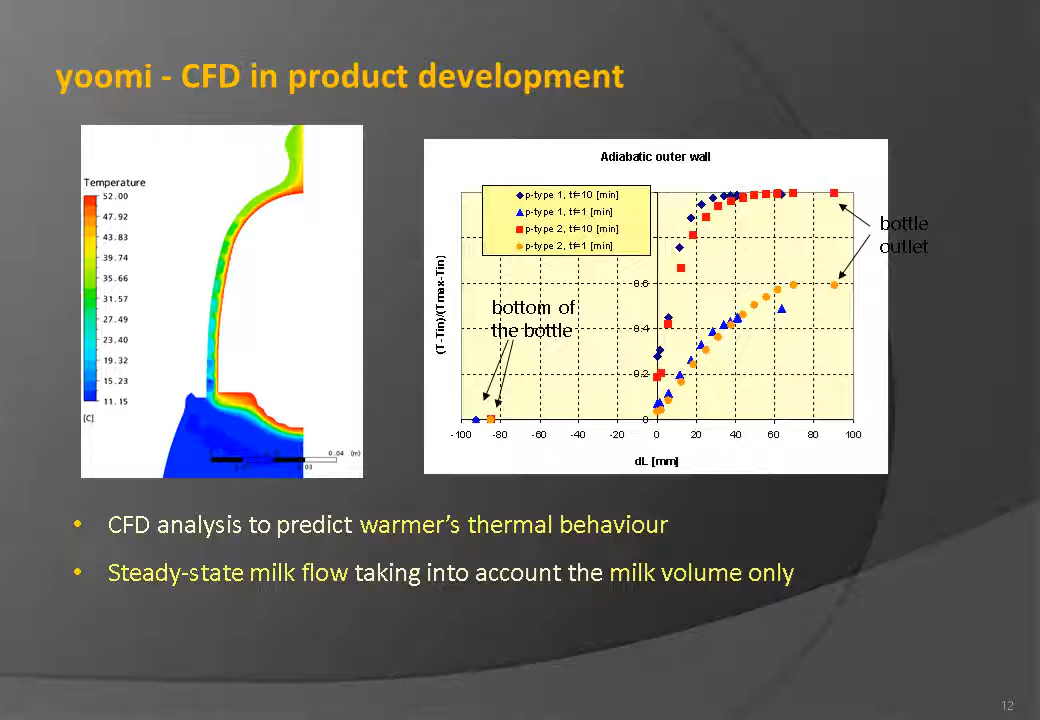 yoomi - CFD in product development
Temperature
52.00
47.92
43.83
39.74
35.66
31.57
27.49
23.40
19.32
15.23
11.15
[C]
0.04 (m)
0.03
Adiabatic outer wall
p-type 1, tf=10 [min]
p-type 1, tf=1 [min]
p-type 2, tf=10 [min]
p-type 2, tf=1 [min]
(T-Tin)/(Tmax-Tin)
0.6
0.4
0.2
0
-100 -80 -60 -40 -20 0 20 40 60 80 100
dL [mm]
bottom of
the bottle
bottle
outlet
• CFD analysis to predict warmer's thermal behaviour
• Steady-state milk flow taking into account the milk volume only
12